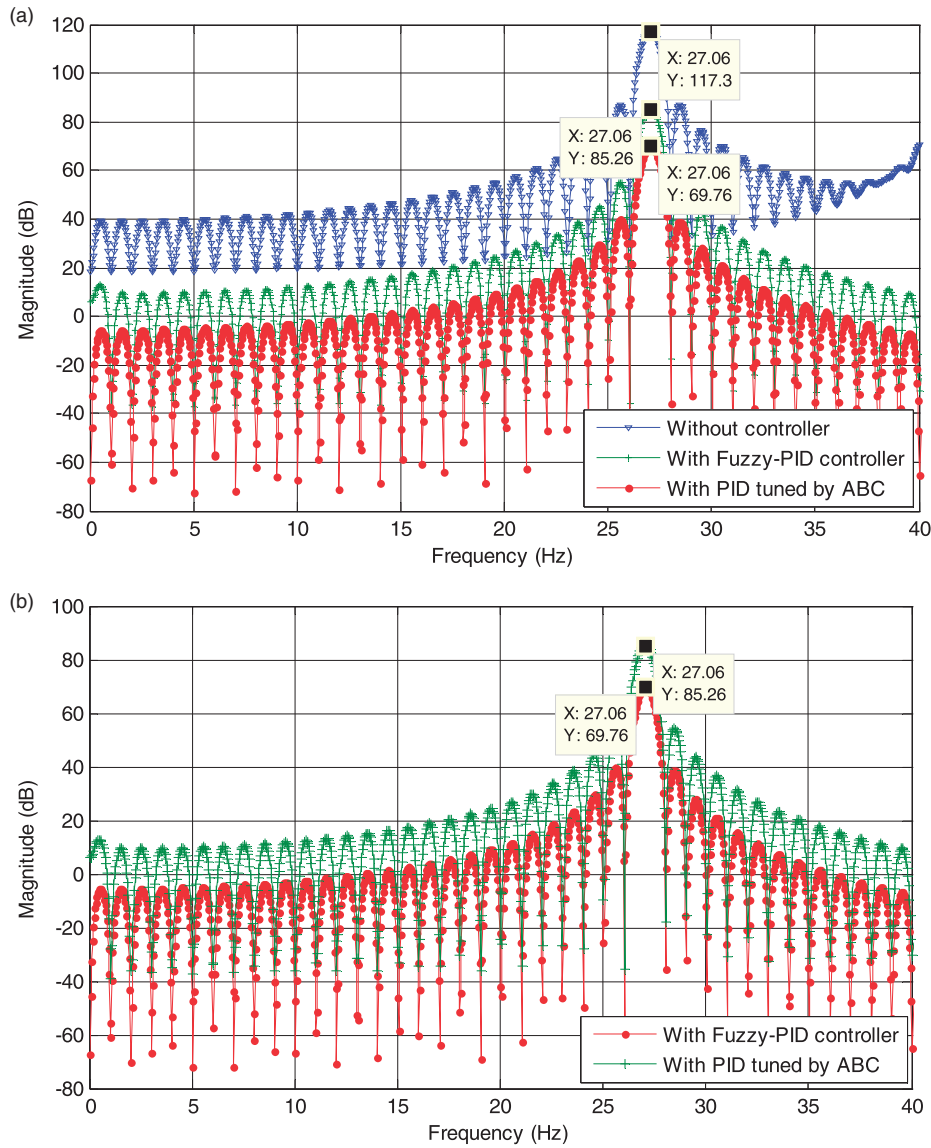 (a)
120
100
80
60
40
20
0
-20
-40
-60
-80
Magnitude (dB)
X: 27.06
Y: 117.3
X: 27.06
Y: 85.26
X: 27.06
Y: 69.76
Without controller
With Fuzzy-PID controller
With PID tuned by ABC
0 5 10 15 20 25 30 35 40
Frequency (Hz)
(b)
100
80
60
40
20
0
-20
-40
-60
-80
Magnitude (dB)
X: 27.06
Y: 85.26
X: 27.06
Y: 69.76
With Fuzzy-PID controller
With PID tuned by ABC
0 5 10 15 20 25 30 35 40
Frequency (Hz)